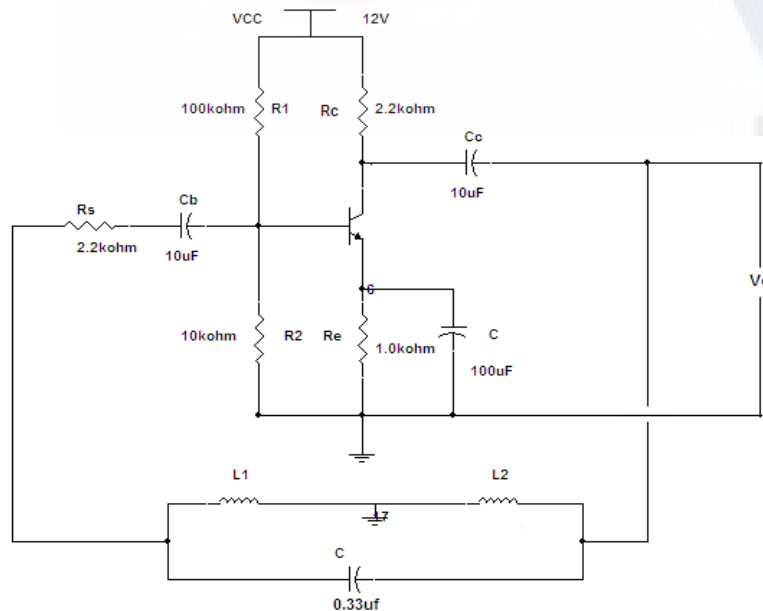 VCC 12V
100kohm R1 Rc 2.2kohm
Cc
10uF
Rs Cb
2.2kohm 10uF
6
10kohm R2 Re 1.0kohm C
100uF
L1 L2
17
C
0.33uf